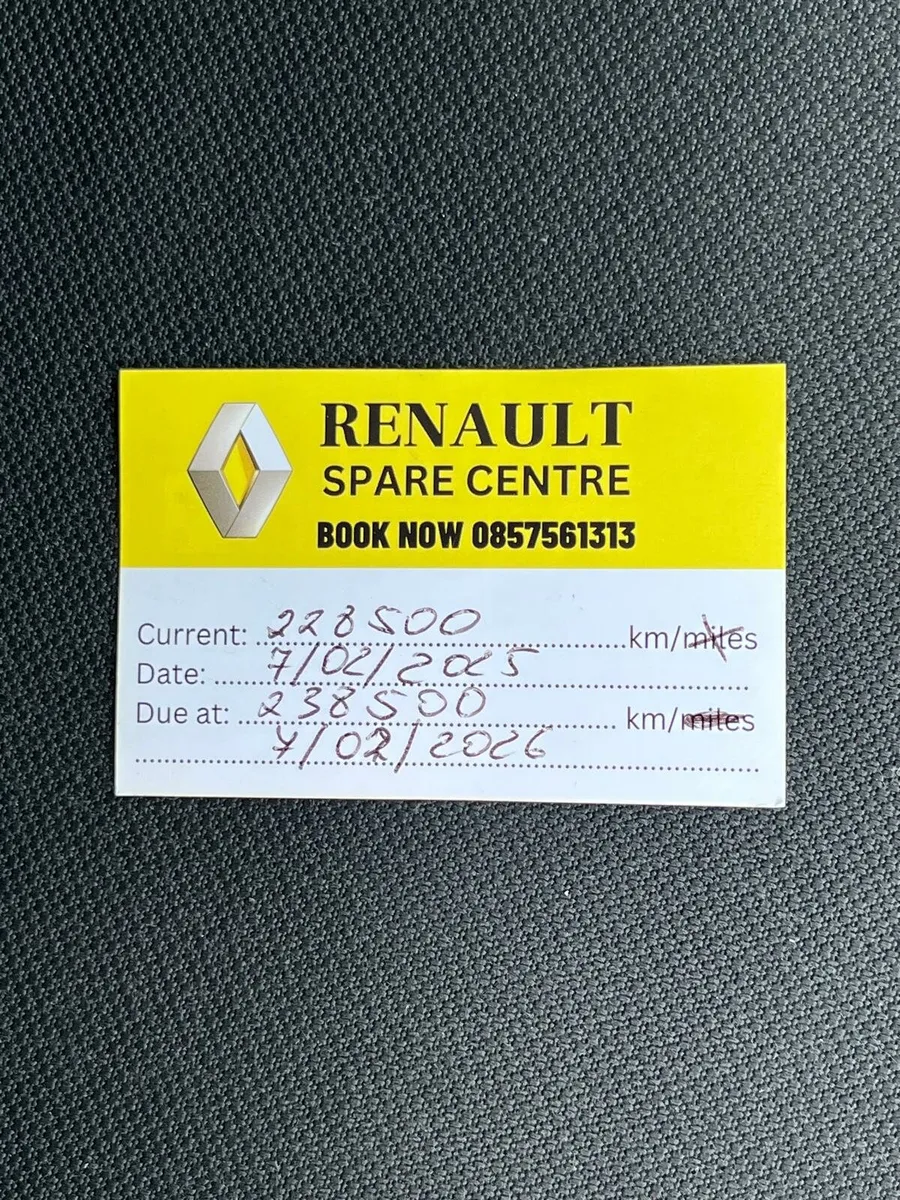 RENAULT
SPARE CENTRE
BOOK NOW 0857561313
Current: 228500 km/miles
Date: 7/02/2025
Due at: 238500 km/miles
7/02/2026